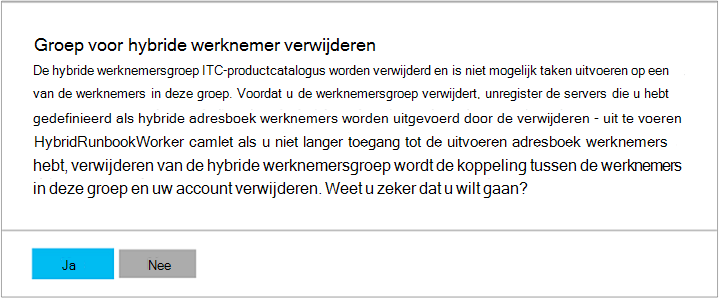 Groep voor hybride werknemer verwijderen
De hybride werknemersgroep ITC-productcatalogus worden verwijderd en is niet mogelijk taken uitvoeren op een
van de werknemers in deze groep. Voordat u de werknemersgroep verwijdert, unregister de servers die u hebt
gedefinieerd als hybride adresboek werknemers worden uitgevoerd door de verwijderen - uit te voeren
HybridRunbookWorker camlet als u niet langer toegang tot de uitvoeren adresboek werknemers
hebt, verwijderen van de hybride werknemersgroep wordt de koppeling tussen de werknemers
in deze groep en uw account verwijderen. Weet u zeker dat u wilt gaan?
Ja
Nee